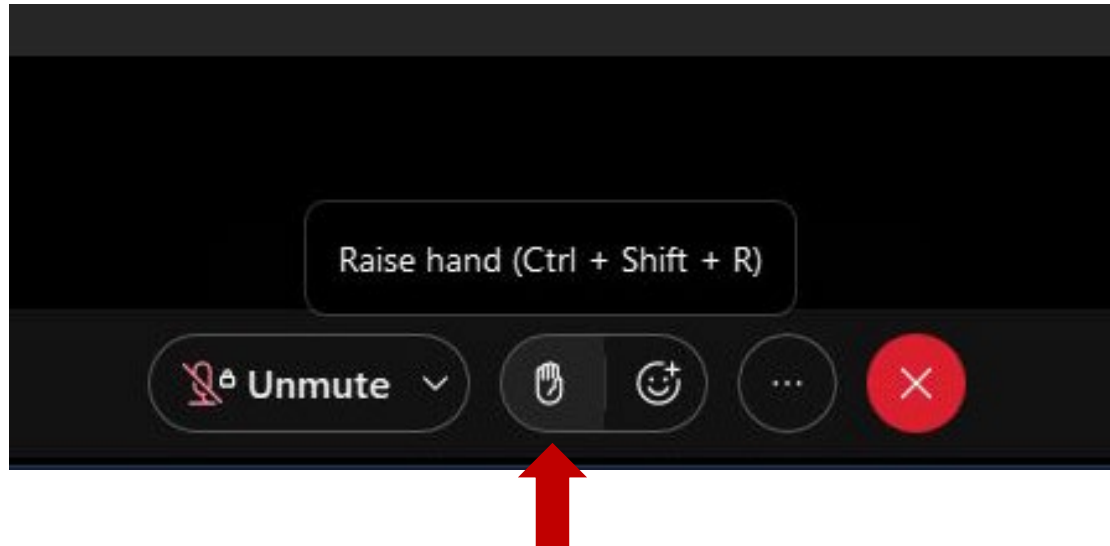 Raise hand (Ctrl + Shift + R)
Unmute